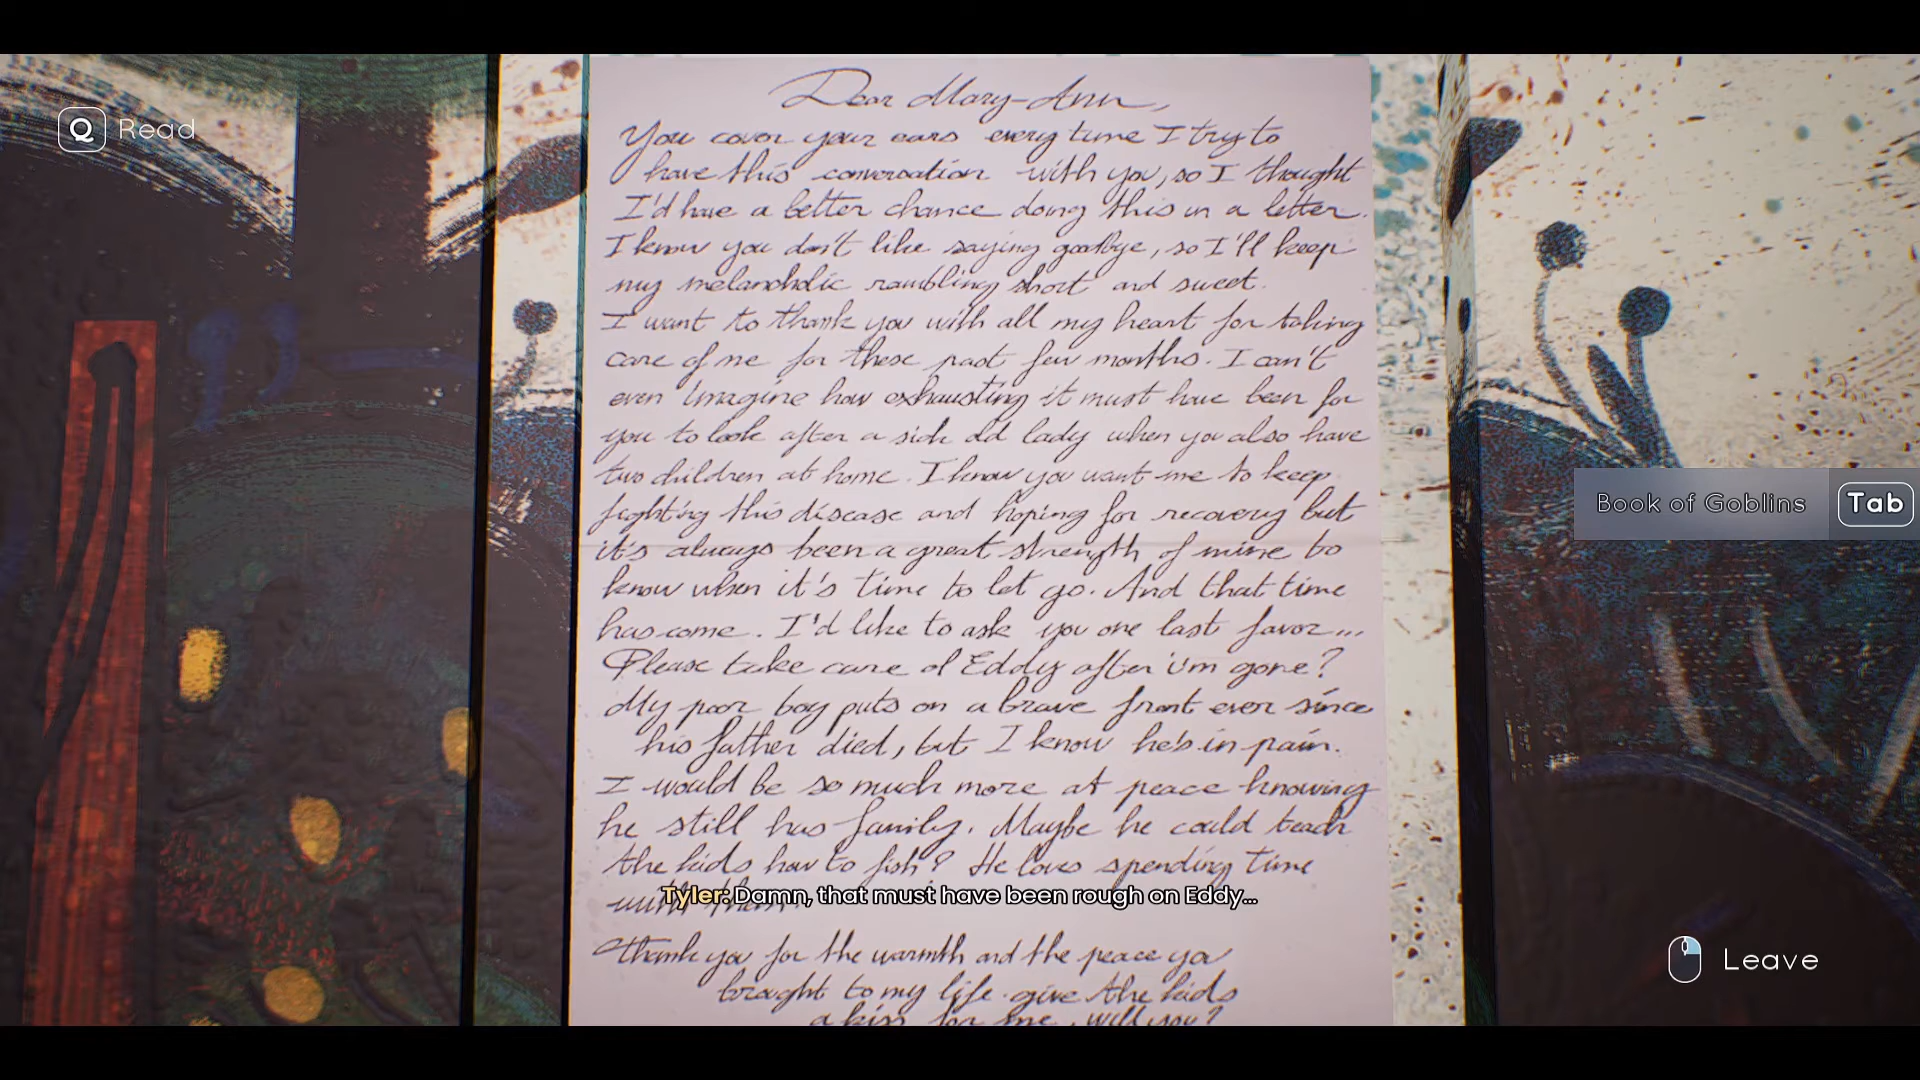 Q Read
Dear Mary-Ann,
You cover your ears every time I try to
have this conversation with you, so I thought
I'd have a better chance doing this in a letter.
I know you don't like saying goodbye, so I'll keep
my melancholic rambling short and sweet.
I want to thank you with all my heart for taking
care of me for these past few months. I can't
even imagine how exhausting it must have been for
you to look after a sick old lady when you also have
two children at home. I know you want me to keep
fighting this disease and hoping for recovery but
it's always been a great strength of mine to
know when it's time to let go. And that time
has come. I'd like to ask you one last favor...
Please take care of Eddy after i'm gone?
My poor boy puts on a brave front ever since
his father died, but I know he's in pain.
I would be so much more at peace knowing
he still has family. Maybe he could teach
the kids how to fish? He loves spending time
with them.
Tyler: Damn, that must have been rough on Eddy...
Thank you for the warmth and the peace you
brought to my life. give the kids
a kiss for me, will you?
Book of Goblins Tab
Leave